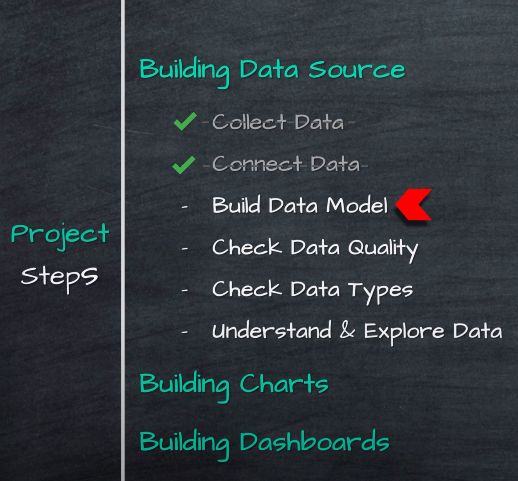 Project
Steps
Building Data Source
- Collect Data -
- Connect Data -
- Build Data Model
- Check Data Quality
- Check Data Types
- Understand & Explore Data
Building Charts
Building Dashboards